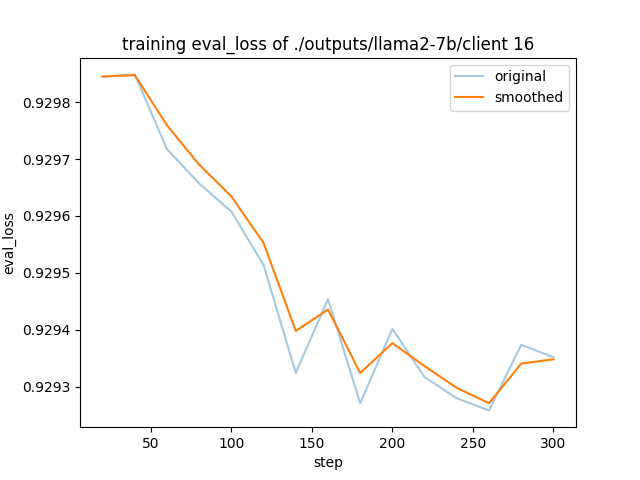 training eval_loss of ./outputs/llama2-7b/client 16
original
smoothed
0.9298
0.9297
0.9296
0.9295
0.9294
0.9293
eval_loss
50
100
150
200
250
300
step